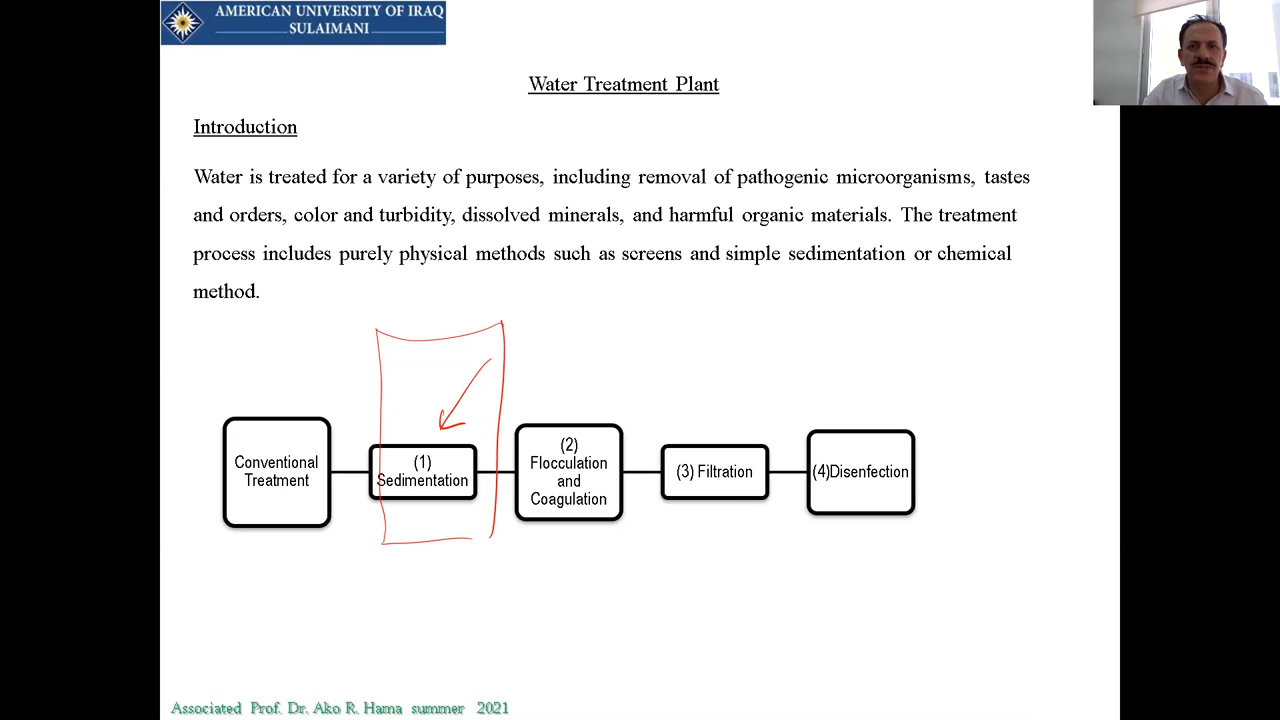 AMERICAN UNIVERSITY OF IRAQ
SULAIMANI
Water Treatment Plant
Introduction
Water is treated for a variety of purposes, including removal of pathogenic microorganisms, tastes
and orders, color and turbidity, dissolved minerals, and harmful organic materials. The treatment
process includes purely physical methods such as screens and simple sedimentation or chemical
method.
Conventional
Treatment
(1)
Sedimentation
(2)
Flocculation
and
Coagulation
(3) Filtration
(4)Disenfection
Associated Prof. Dr. Ako R. Hama summer 2021